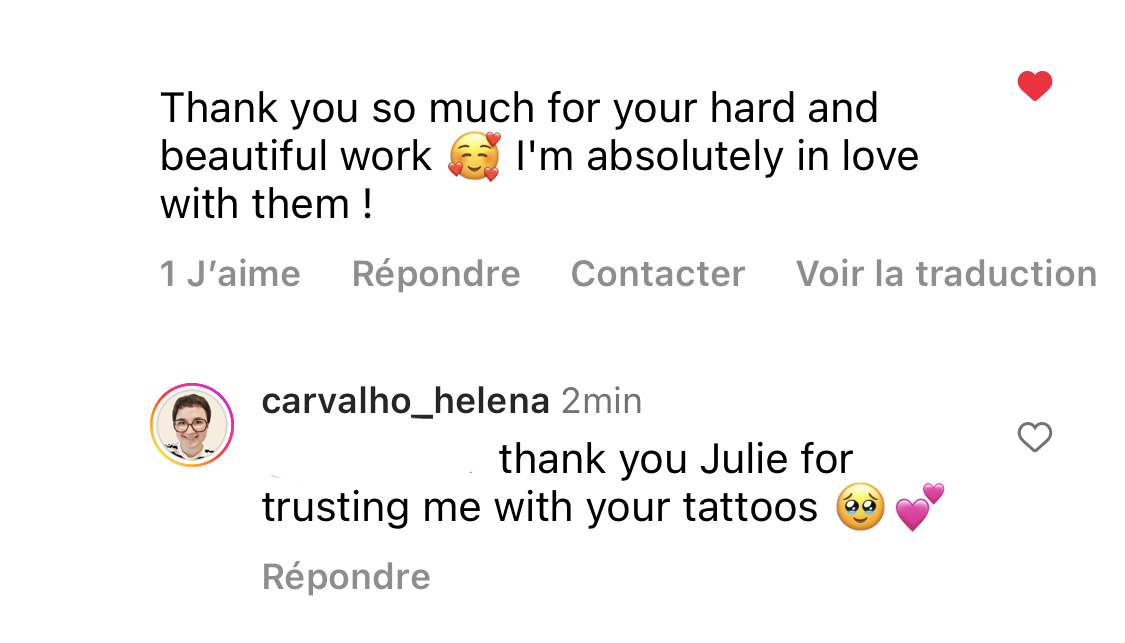 Thank you so much for your hard and
beautiful work 🥰 I'm absolutely in love
with them !
1 J’aime Répondre Contacter Voir la traduction
carvalho_helena 2min
thank you Julie for
trusting me with your tattoos 🥹💕
Répondre